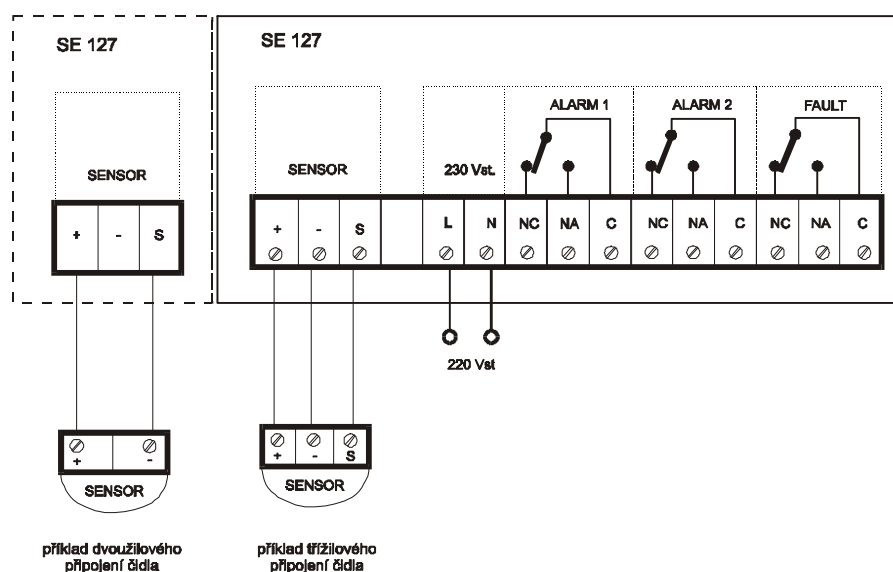 SE 127
SENSOR
+ - S
+ -
SENSOR
příklad dvoužilového
připojení čidla
SE 127
ALARM 1 ALARM 2 FAULT
SENSOR 230 Vst.
+ - S L N NC NA C NC NA C NC NA C
220 Vst
+ - S
SENSOR
příklad třížilového
připojení čidla